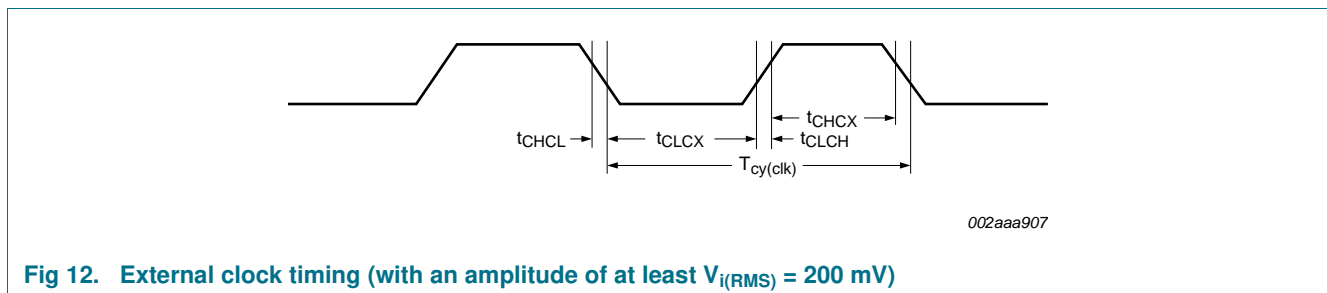 tCHCX
tCHCL tCLCX tCLCH
Tcy(clk)
002aaa907
Fig 12. External clock timing (with an amplitude of at least Vi(RMS) = 200 mV)